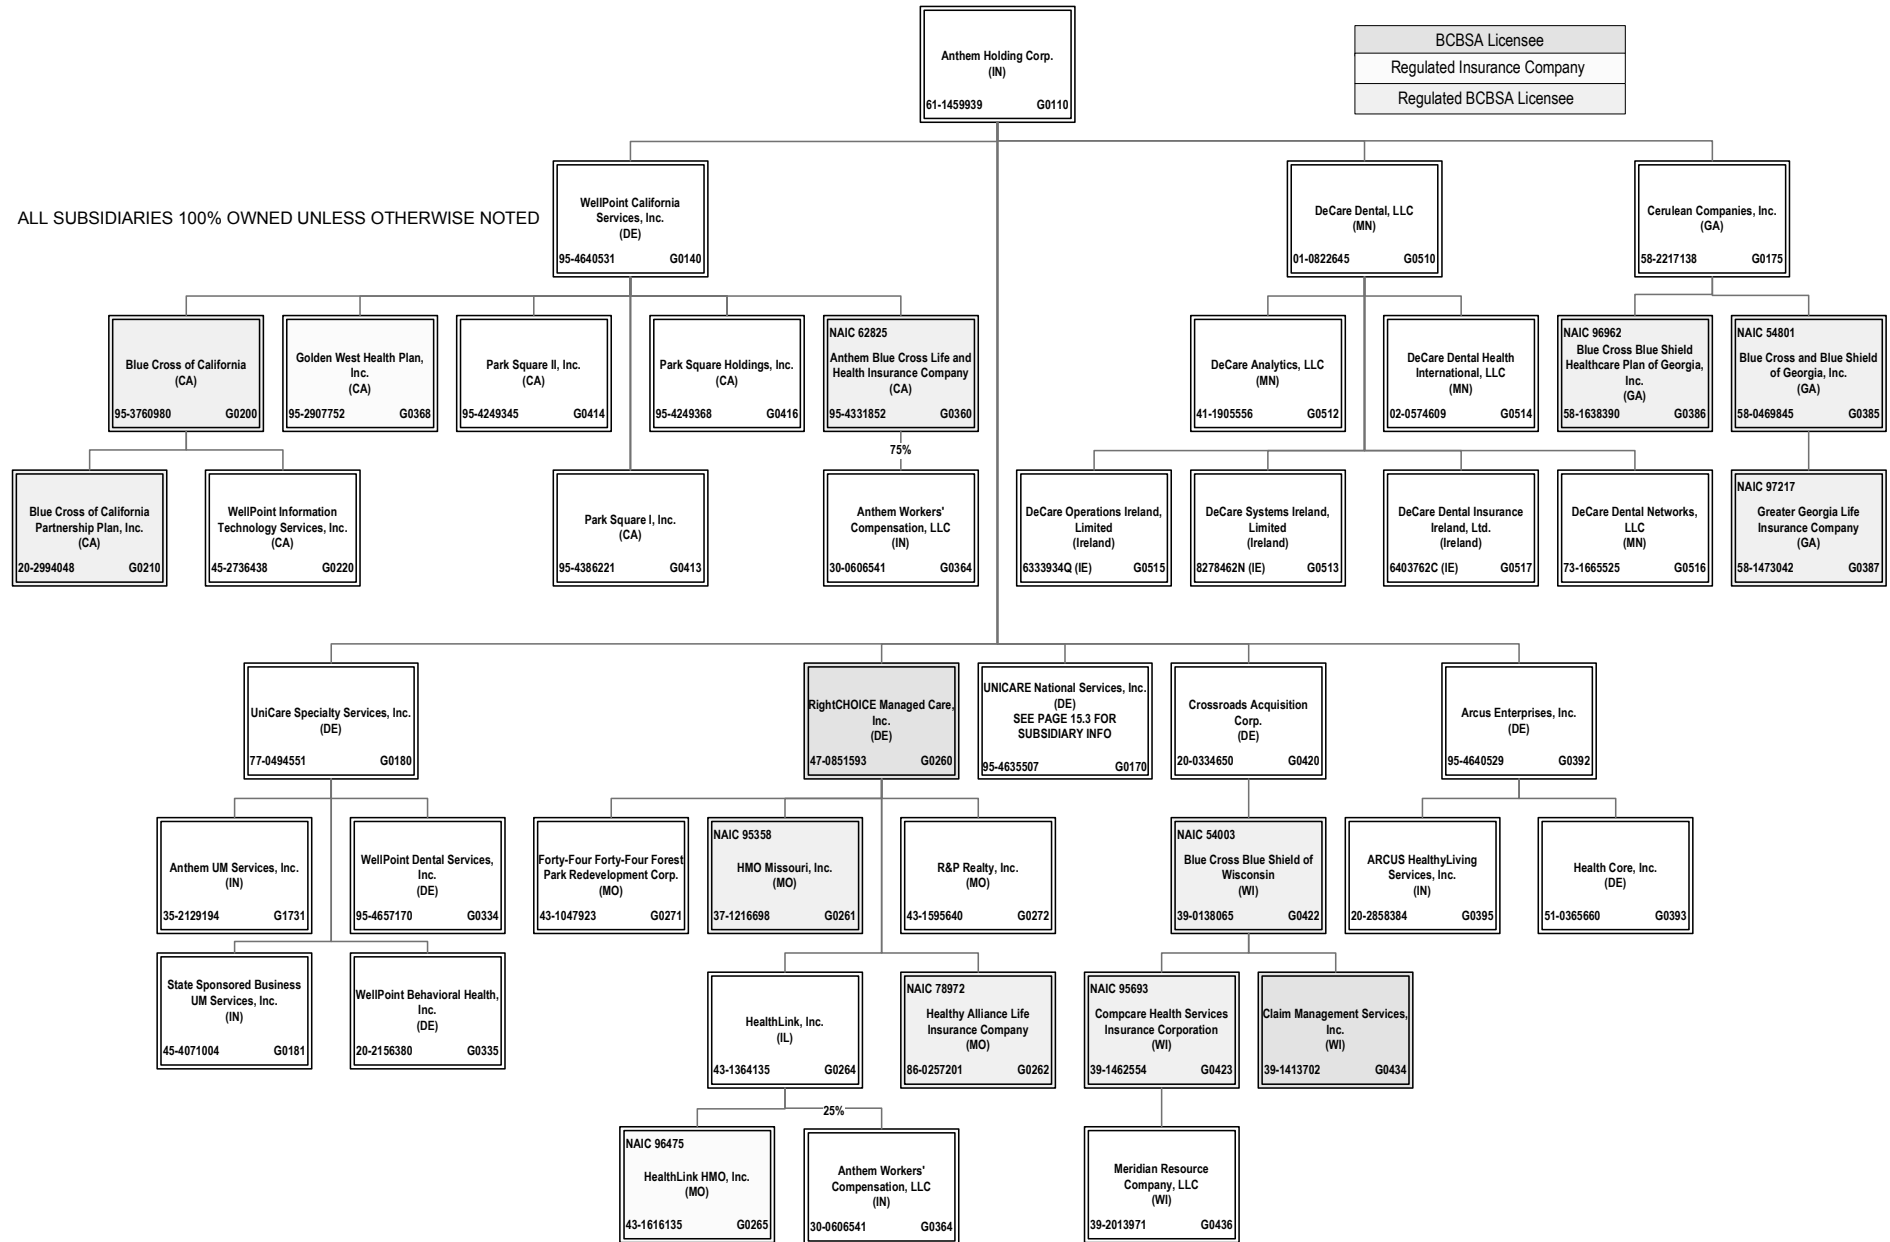 Anthem Holding Corp.
(IN)
61-1459939 G0110
BCBSA Licensee
Regulated Insurance Company
Regulated BCBSA Licensee
ALL SUBSIDIARIES 100% OWNED UNLESS OTHERWISE NOTED
WellPoint California
Services, Inc.
(DE)
95-4640531 G0140
DeCare Dental, LLC
(MN)
01-0822645 G0510
Cerulean Companies, Inc.
(GA)
58-2217138 G0175
Blue Cross of California
(CA)
95-3760980 G0200
Golden West Health Plan,
Inc.
(CA)
95-2907752 G0368
Park Square II, Inc.
(CA)
95-4249345 G0414
Park Square Holdings, Inc.
(CA)
95-4249368 G0416
NAIC 62825
Anthem Blue Cross Life and
Health Insurance Company
(CA)
95-4331852 G0360
DeCare Analytics, LLC
(MN)
41-1905556 G0512
DeCare Dental Health
International, LLC
(MN)
02-0574609 G0514
NAIC 96962
Blue Cross Blue Shield
Healthcare Plan of Georgia,
Inc.
(GA)
58-1638390 G0386
NAIC 54801
Blue Cross and Blue Shield
of Georgia, Inc.
(GA)
58-0469845 G0385
75%
Blue Cross of California
Partnership Plan, Inc.
(CA)
20-2994048 G0210
WellPoint Information
Technology Services, Inc.
(CA)
45-2736438 G0220
Park Square I, Inc.
(CA)
95-4386221 G0413
Anthem Workers'
Compensation, LLC
(IN)
30-0606541 G0364
DeCare Operations Ireland,
Limited
(Ireland)
6333934Q (IE) G0515
DeCare Systems Ireland,
Limited
(Ireland)
8278462N (IE) G0513
DeCare Dental Insurance
Ireland, Ltd.
(Ireland)
6403762C (IE) G0517
DeCare Dental Networks,
LLC
(MN)
73-1665525 G0516
NAIC 97217
Greater Georgia Life
Insurance Company
(GA)
58-1473042 G0387
UniCare Specialty Services, Inc.
(DE)
77-0494551 G0180
RightCHOICE Managed Care,
Inc.
(DE)
47-0851593 G0260
UNICARE National Services, Inc.
(DE)
SEE PAGE 15.3 FOR
SUBSIDIARY INFO
95-4635507 G0170
Crossroads Acquisition
Corp.
(DE)
20-0334650 G0420
Arcus Enterprises, Inc.
(DE)
95-4640529 G0392
Anthem UM Services, Inc.
(IN)
35-2129194 G1731
WellPoint Dental Services,
Inc.
(DE)
95-4657170 G0334
Forty-Four Forty-Four Forest
Park Redevelopment Corp.
(MO)
43-1047923 G0271
NAIC 95358
HMO Missouri, Inc.
(MO)
37-1216698 G0261
R&P Realty, Inc.
(MO)
43-1595640 G0272
NAIC 54003
Blue Cross Blue Shield of
Wisconsin
(WI)
39-0138065 G0422
ARCUS HealthyLiving
Services, Inc.
(IN)
20-2858384 G0395
Health Core, Inc.
(DE)
51-0365660 G0393
State Sponsored Business
UM Services, Inc.
(IN)
45-4071004 G0181
WellPoint Behavioral Health,
Inc.
(DE)
20-2156380 G0335
HealthLink, Inc.
(IL)
43-1364135 G0264
NAIC 78972
Healthy Alliance Life
Insurance Company
(MO)
86-0257201 G0262
NAIC 95693
Compcare Health Services
Insurance Corporation
(WI)
39-1462554 G0423
Claim Management Services,
Inc.
(WI)
39-1413702 G0434
25%
NAIC 96475
HealthLink HMO, Inc.
(MO)
43-1616135 G0265
Anthem Workers'
Compensation, LLC
(IN)
30-0606541 G0364
Meridian Resource
Company, LLC
(WI)
39-2013971 G0436